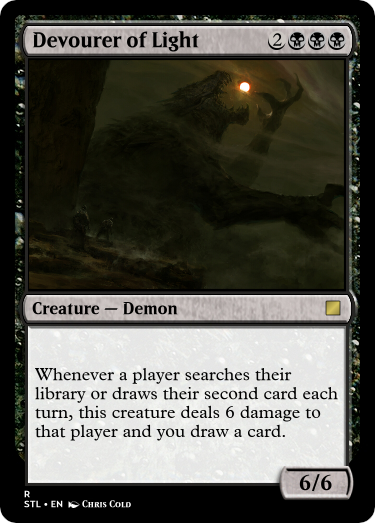 Devourer of Light 2
Creature — Demon
Whenever a player searches their
library or draws their second card each
turn, this creature deals 6 damage to
that player and you draw a card.
6/6
R
STL • EN Chris Cold